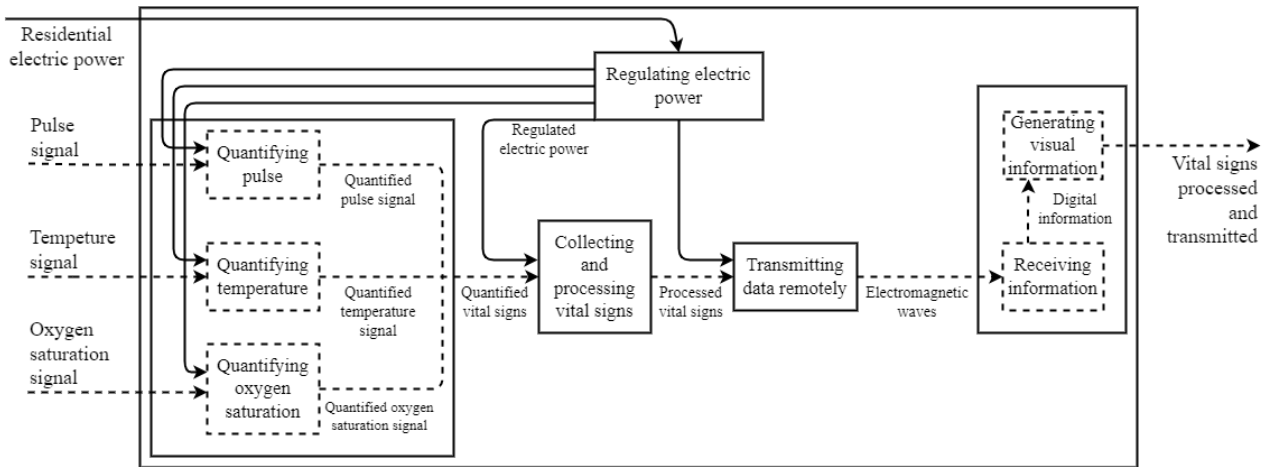 Residential
electric power
Regulating electric
power
Pulse
signal
Quantifying
pulse
Quantified
pulse signal
Regulated
electric power
Generating
visual
information
Vital signs
processed
and
transmitted
Digital
information
Tempeture
signal
Quantifying
temperature
Quantified
temperature
signal
Quantified
vital signs
Collecting
and
processing
vital signs
Processed
vital signs
Transmitting
data remotely
Electromagnetic
waves
Receiving
information
Oxygen
saturation
signal
Quantifying
oxygen
saturation
Quantified oxygen
saturation signal